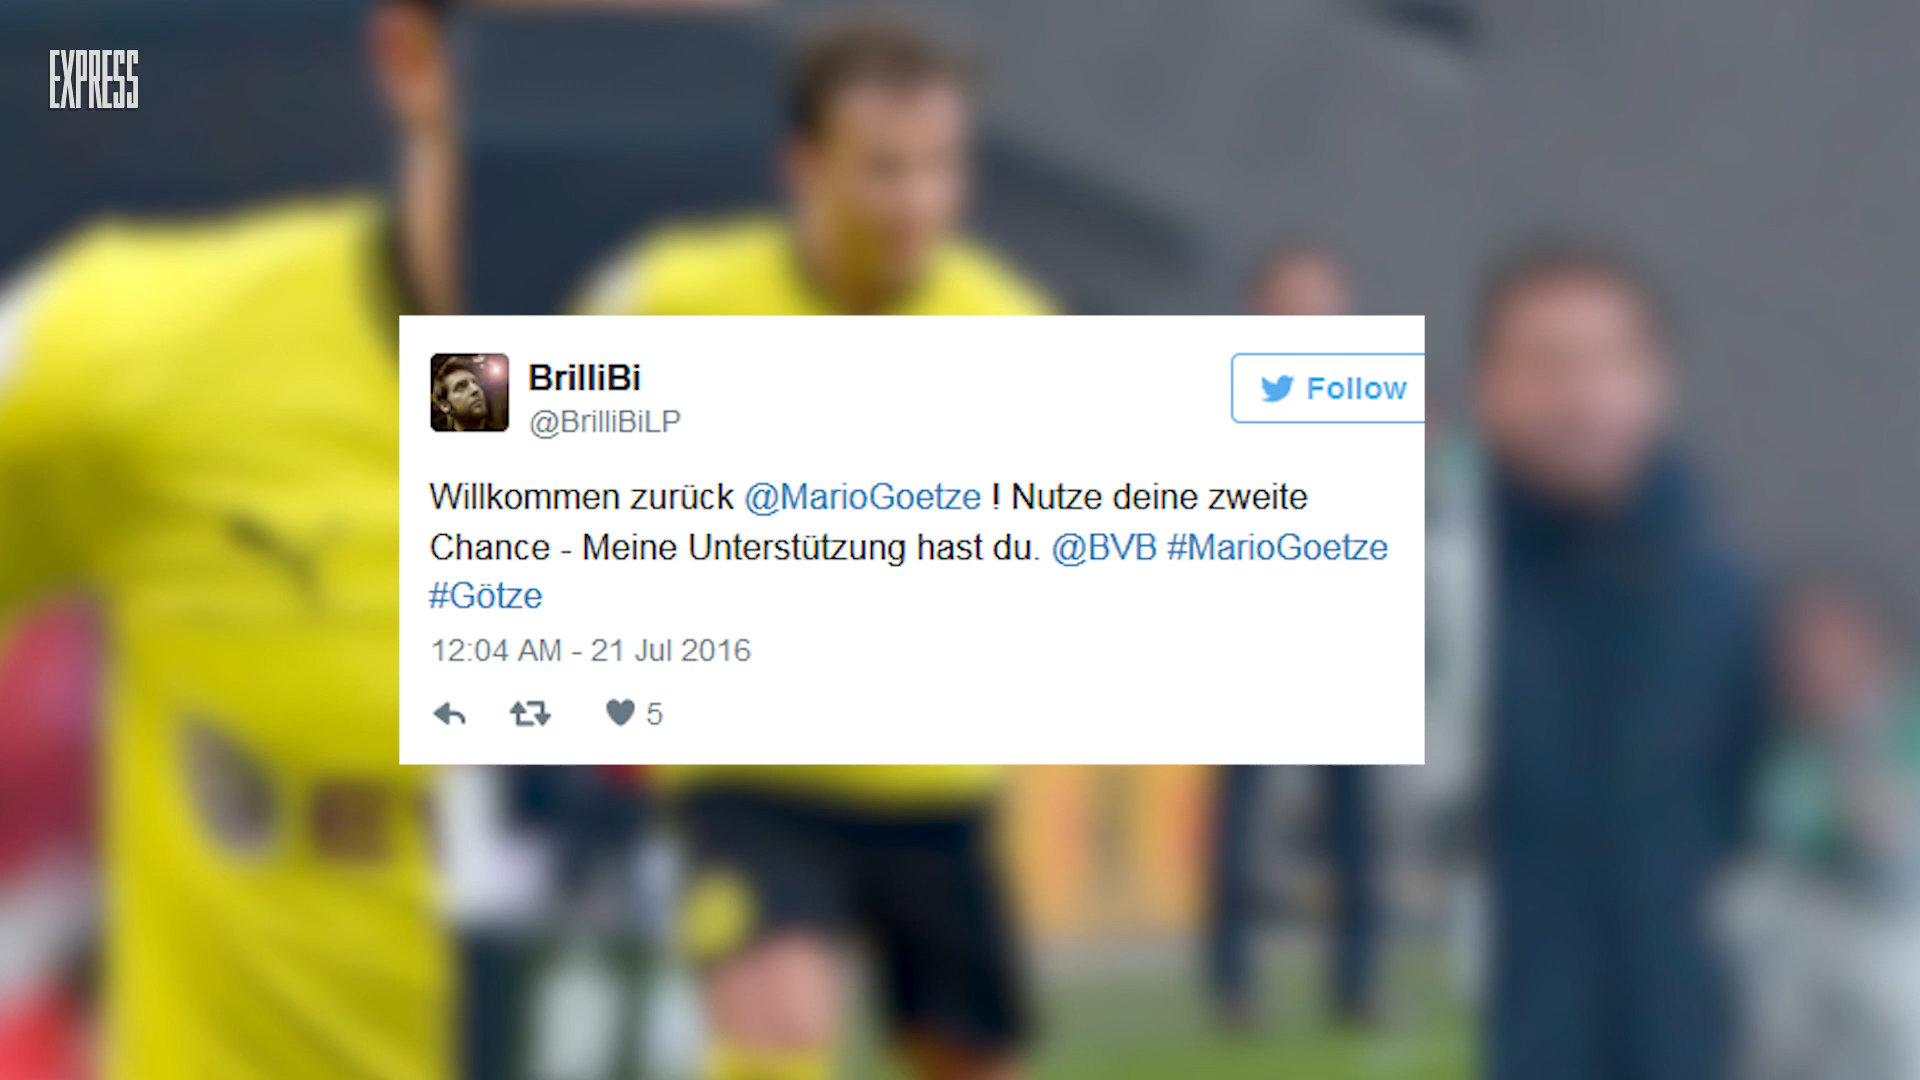 EXPRESS
BrilliBi
@BrilliBiLP
Follow
Willkommen zurück @MarioGoetze ! Nutze deine zweite
Chance - Meine Unterstützung hast du. @BVB #MarioGoetze
#Götze
12:04 AM - 21 Jul 2016
5